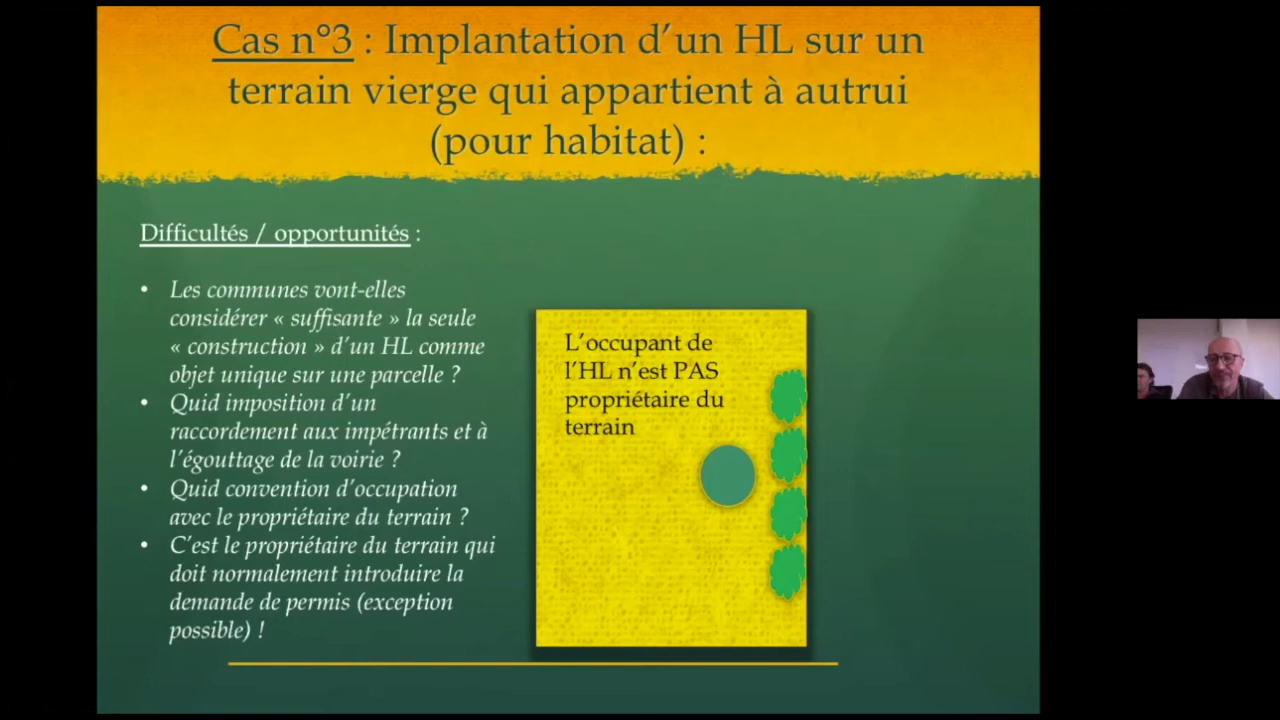 Cas n°3 : Implantation d’un HL sur un
terrain vierge qui appartient à autrui
(pour habitat) :
Difficultés / opportunités :
• Les communes vont-elles
considérer « suffisante » la seule
« construction » d’un HL comme
objet unique sur une parcelle ?
• Quid imposition d’un
raccordement aux impétrants et à
l’égouttage de la voirie ?
• Quid convention d’occupation
avec le propriétaire du terrain ?
• C’est le propriétaire du terrain qui
doit normalement introduire la
demande de permis (exception
possible) !
L’occupant de
l’HL n’est PAS
propriétaire du
terrain